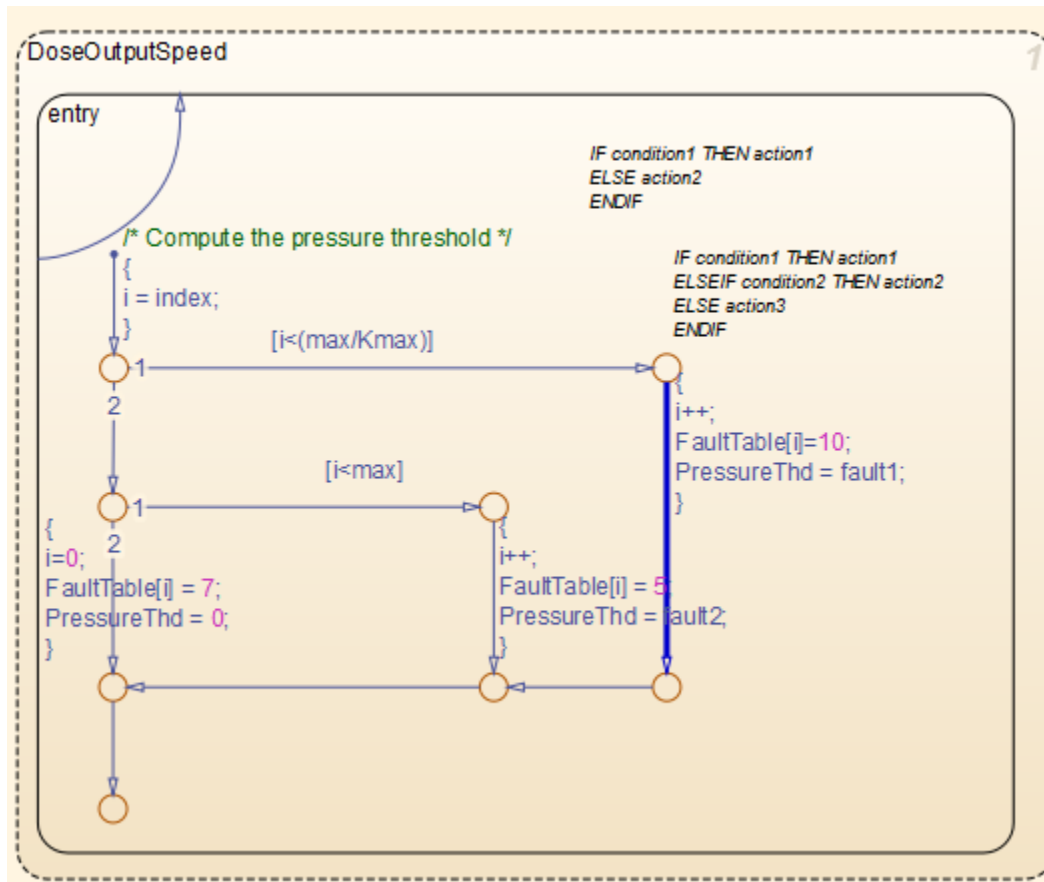 DoseOutputSpeed
1
entry
IF condition1 THEN action1
ELSE action2
ENDIF
/* Compute the pressure threshold */
{
i = index;
}
IF condition1 THEN action1
ELSEIF condition2 THEN action2
ELSE action3
ENDIF
[i<(max/Kmax)]
1
2
{
i++;
FaultTable[i]=10;
PressureThd = fault1;
}
[i<max]
1
2
{
i=0;
FaultTable[i] = 7;
PressureThd = 0;
}
{
i++;
FaultTable[i] = 5;
PressureThd = fault2;
}